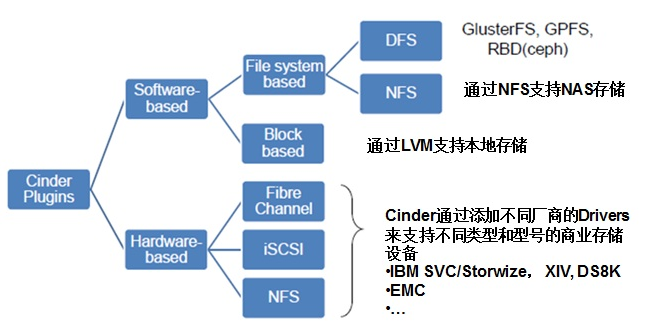 DFS
GlusterFS, GPFS,
RBD(ceph)
File system
based
NFS
通过NFS支持NAS存储
Software-
based
Block
based
通过LVM支持本地存储
Cinder
Plugins
Fibre
Channel
Hardware-
based
iSCSI
NFS
Cinder通过添加不同厂商的Drivers
来支持不同类型和型号的商业存储
设备
•IBM SVC/Storwize， XIV, DS8K
•EMC
•…